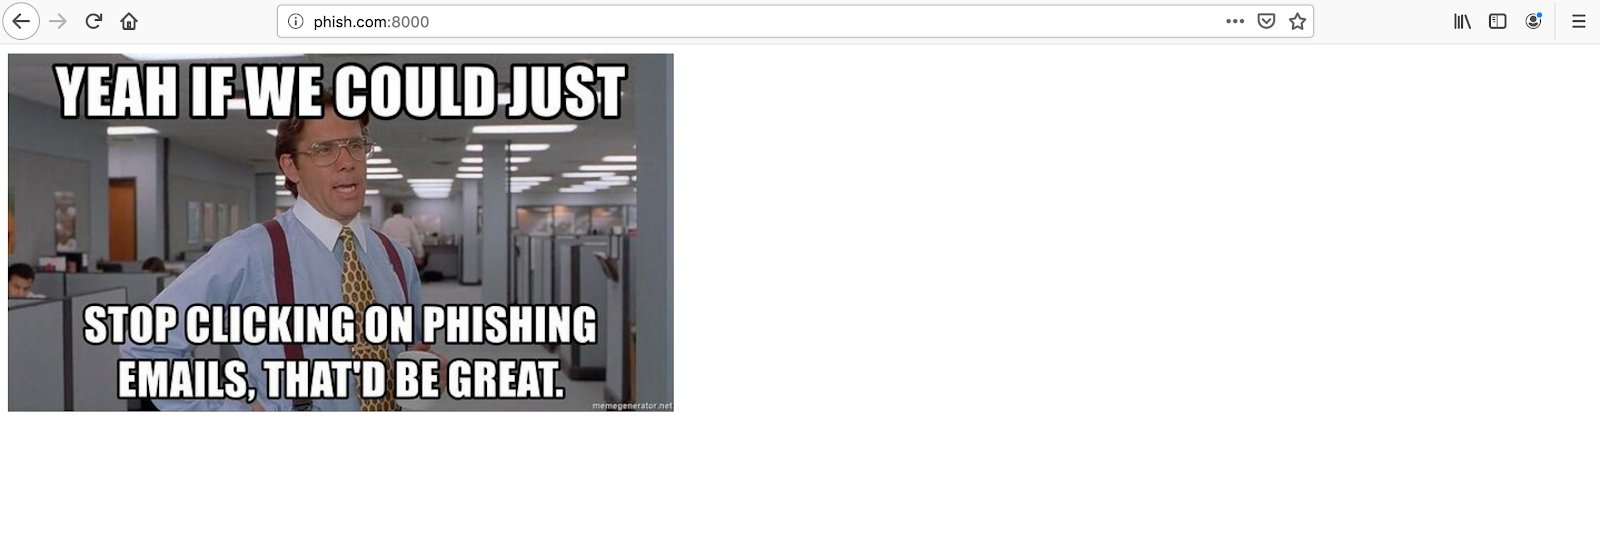 phish.com:8000
YEAH IF WE COULD JUST
STOP CLICKING ON PHISHING
EMAILS, THAT'D BE GREAT.
memegenerator.net